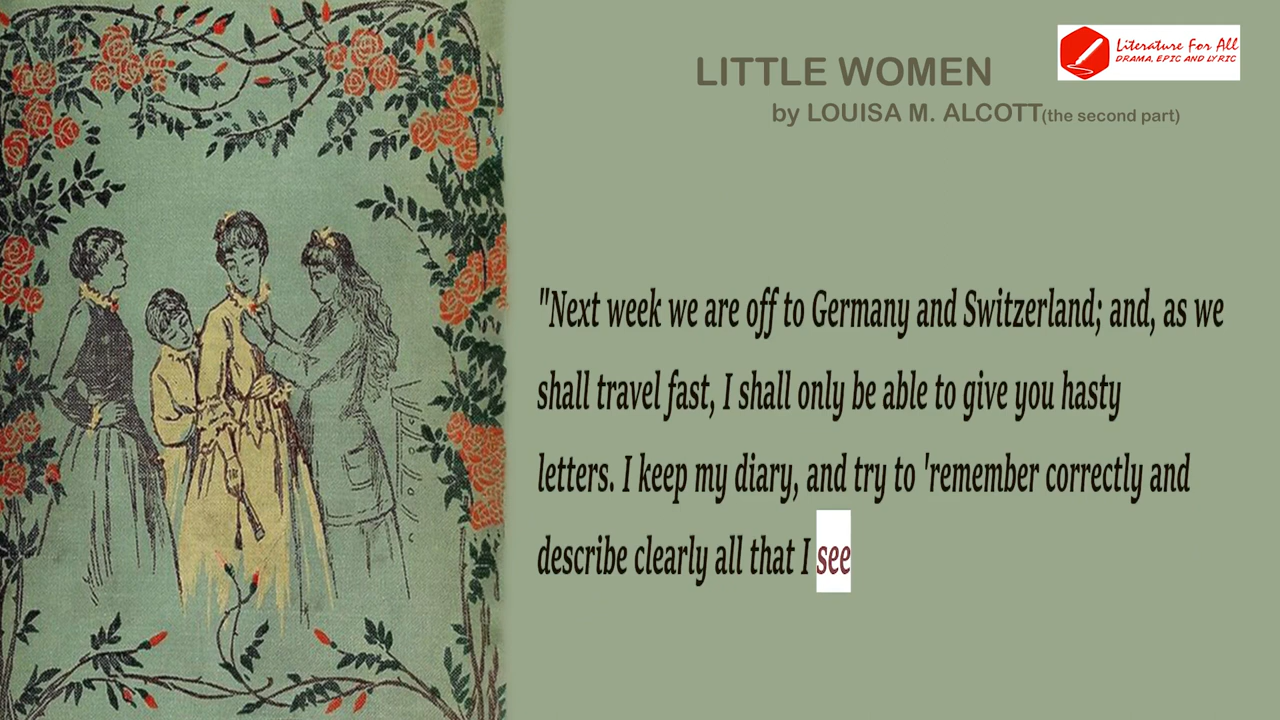 LITTLE WOMEN
by LOUISA M. ALCOTT(the second part)
Literature For All
DRAMA, EPIC AND LYRIC
"Next week we are off to Germany and Switzerland; and, as we
shall travel fast, I shall only be able to give you hasty
letters. I keep my diary, and try to 'remember correctly and
describe clearly all that I see